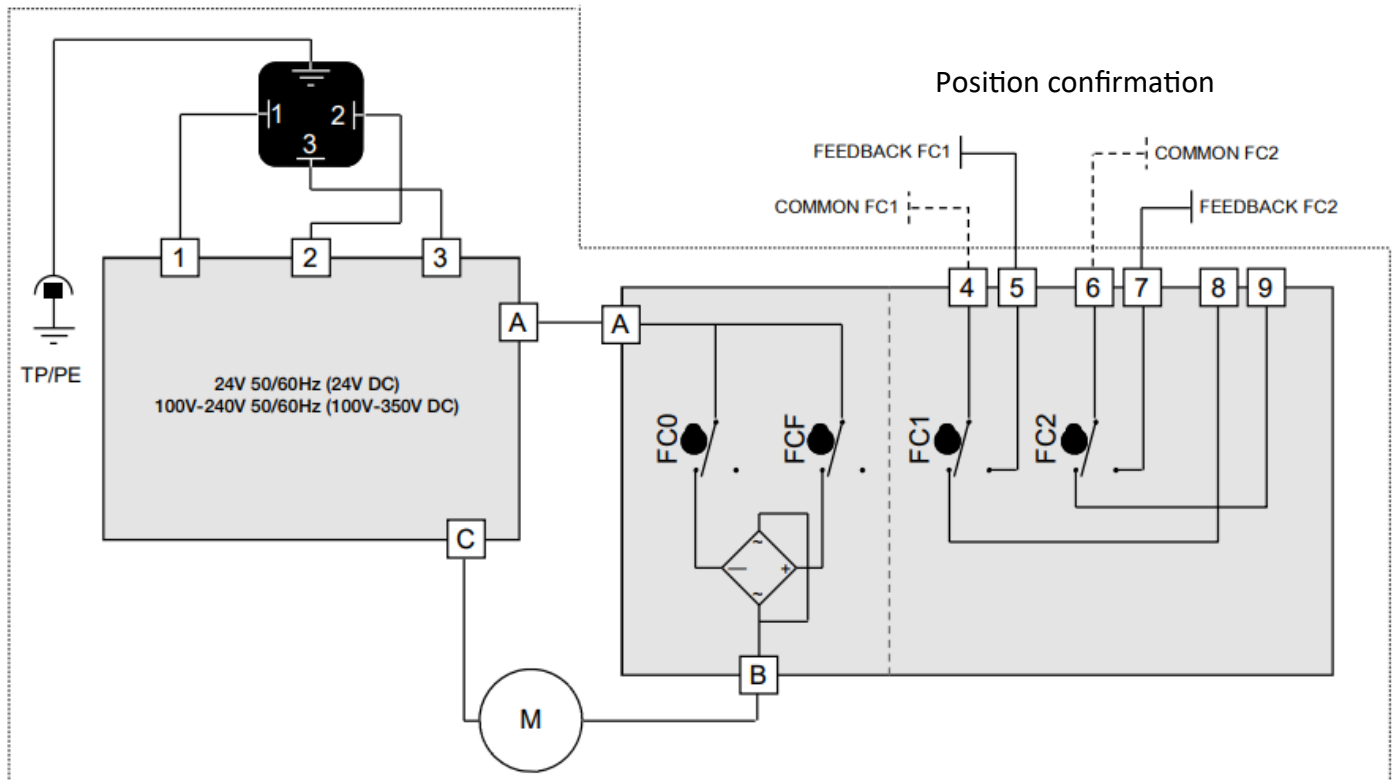 Position confirmation
1
2
3
FEEDBACK FC1
COMMON FC2
COMMON FC1
FEEDBACK FC2
1
2
3
4
5
6
7
8
9
A
A
TP/PE
24V 50/60Hz (24V DC)
100V-240V 50/60Hz (100V-350V DC)
FC0
FCF
FC1
FC2
~
—
+
~
C
B
M